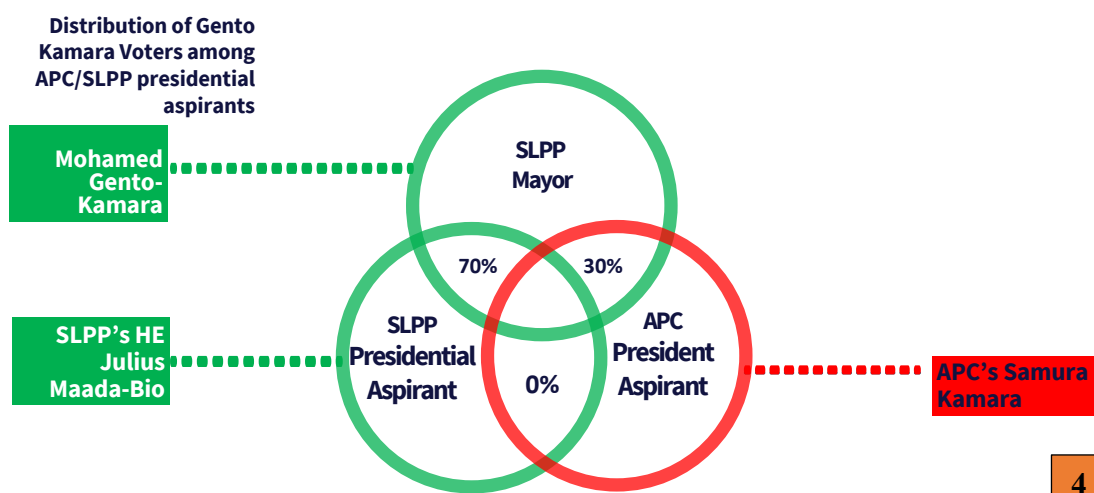 Distribution of Gento
Kamara Voters among
APC/SLPP presidential
aspirants
Mohamed
Gento-
Kamara
SLPP
Mayor
70%
30%
SLPP's HE
Julius
Maada-Bio
SLPP
Presidential
Aspirant
0%
APC
President
Aspirant
APC's Samura
Kamara
4